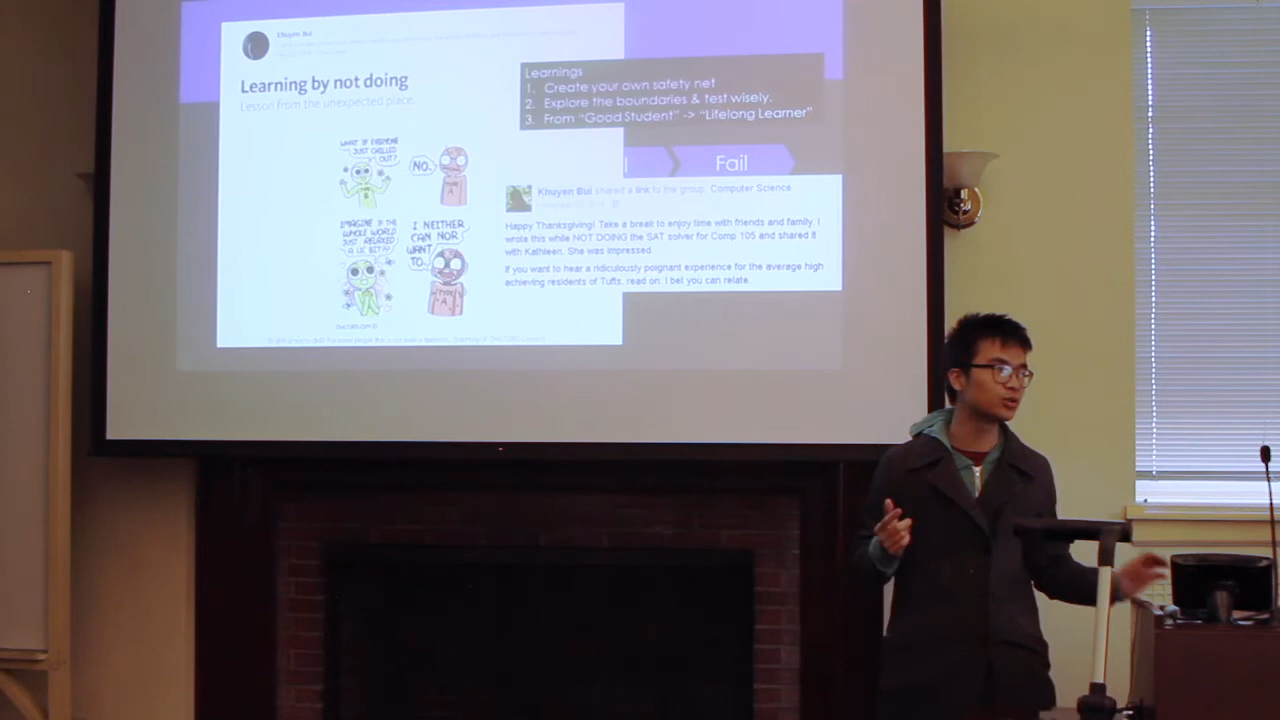 Khuyen Bui
Learning by not doing
Lesson from the unexpected place.
WHAT IF EVERYONE
JUST CHILLED
OUT?
NO.
TYPE
B
TYPE
A
IMAGINE IF THE
WHOLE WORLD
JUST RELAXED
A LIL BIT??
I NEITHER
CAN NOR
WANT
TO.
TYPE
A
Learnings
1. Create your own safety net
2. Explore the boundaries & test wisely.
3. From “Good Student” -> “Lifelong Learner”
Fail
Khuyen Bui shared a link to the group: Computer Science
Happy Thanksgiving! Take a break to enjoy time with friends and family. I
wrote this while NOT DOING the SAT solver for Comp 105 and shared it
with Kathleen. She was impressed.
If you want to hear a ridiculously poignant experience for the average high
achieving residents of Tufts, read on. I bet you can relate.